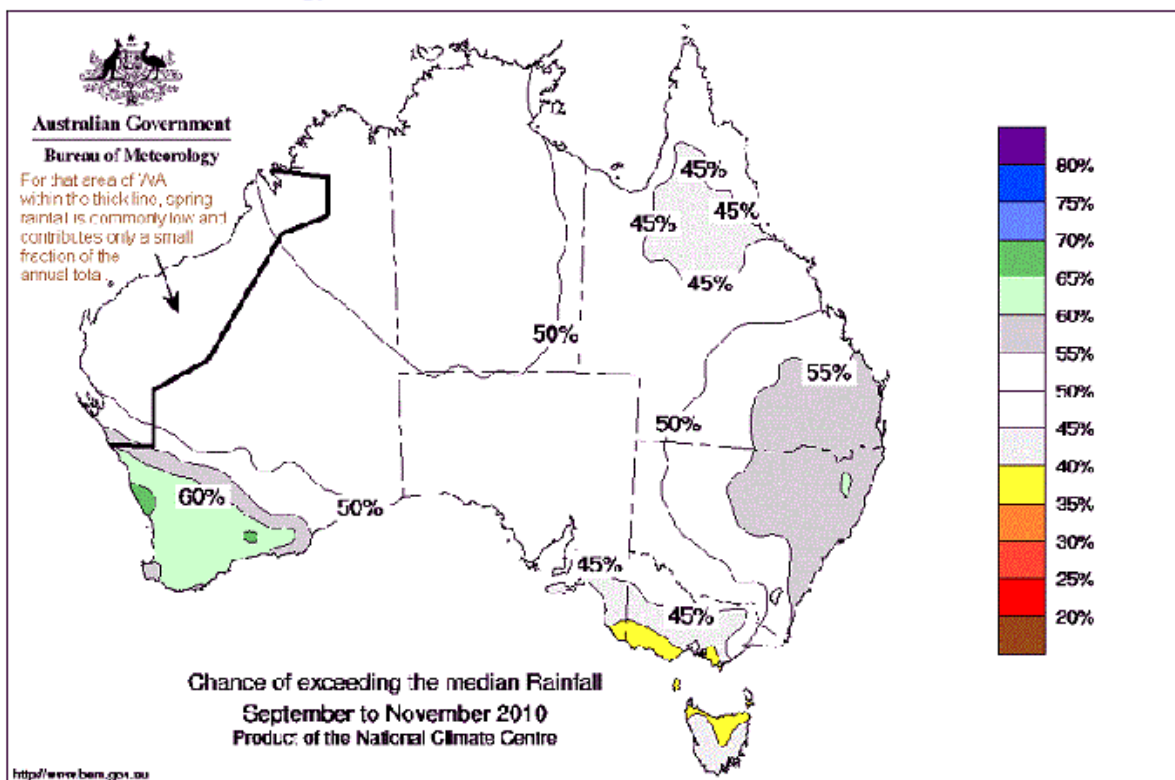 Australian Government
Bureau of Meteorology
For that area of WA
within the thick line, spring
rainfall is commonly low and
contributes only a small
fraction of the
annual total.
45%
45%
45%
45%
50%
55%
50%
60%
50%
45%
45%
80%
75%
70%
65%
60%
55%
50%
45%
40%
35%
30%
25%
20%
Chance of exceeding the median Rainfall
September to November 2010
Product of the National Climate Centre
http://www.bom.gov.au